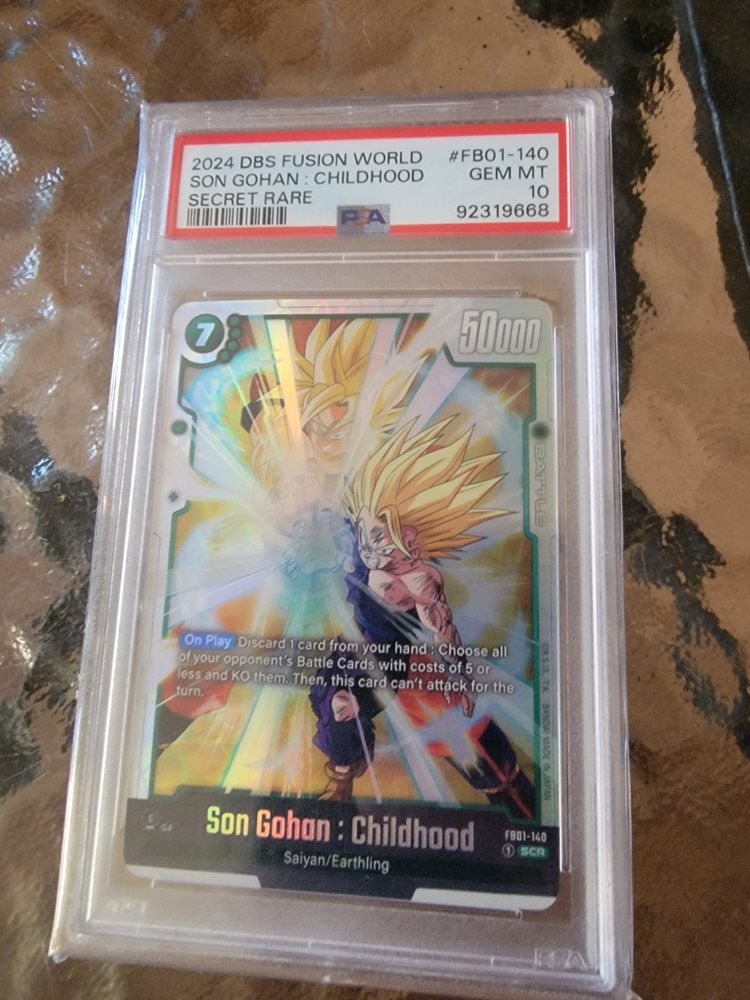 2024 DBS FUSION WORLD #FB01-140
SON GOHAN : CHILDHOOD GEM MT
SECRET RARE 10
PSA 92319668
7
50000
BATTLE
On Play Discard 1 card from your hand : Choose all
of your opponent's Battle Cards with costs of 5 or
less and KO them. Then, this card can't attack for the
turn.
BANDAI MADE IN JAPAN
Son Gohan : Childhood
Saiyan/Earthling
FB01-140
1 SCR
PSA